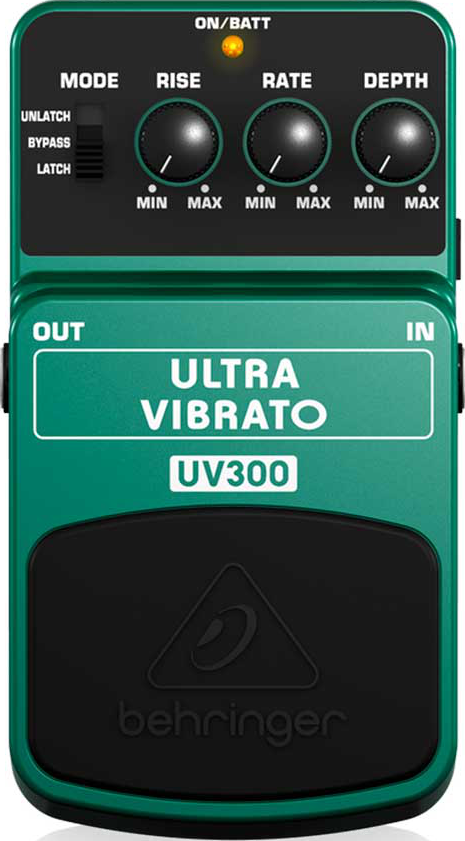 ON/BATT
MODE RISE RATE DEPTH
UNLATCH
BYPASS
LATCH
MIN MAX MIN MAX MIN MAX
OUT IN
ULTRA
VIBRATO
UV300
behringer